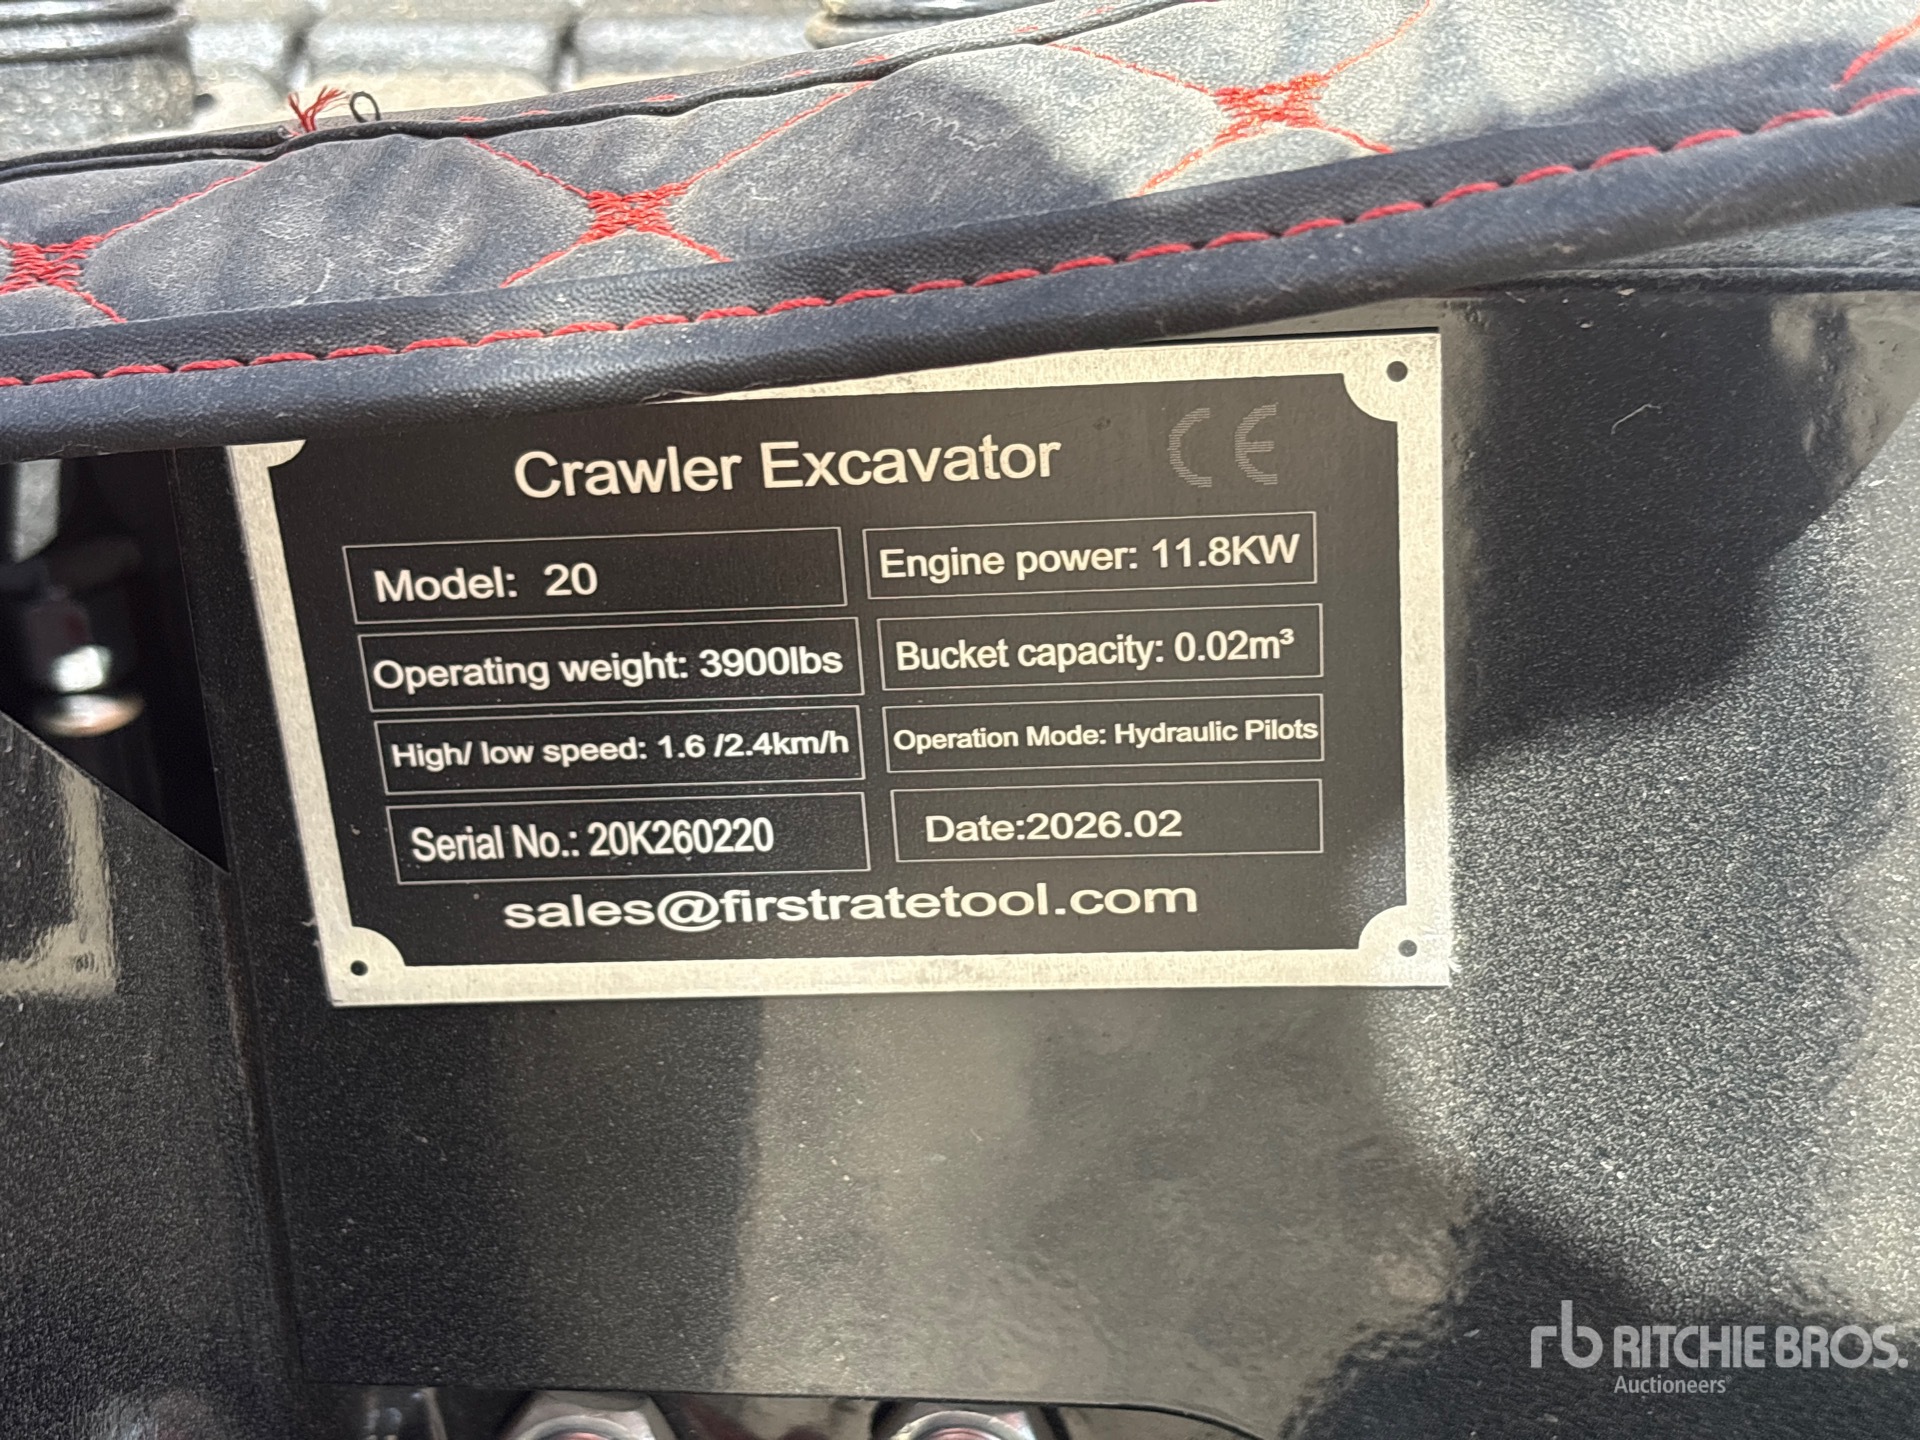 Crawler Excavator CE
Model: 20
Engine power: 11.8KW
Operating weight: 3900lbs
Bucket capacity: 0.02m³
High/ low speed: 1.6 /2.4km/h
Operation Mode: Hydraulic Pilots
Serial No.: 20K260220
Date:2026.02
sales@firstratetool.com
rb RITCHIE BROS.
Auctioneers